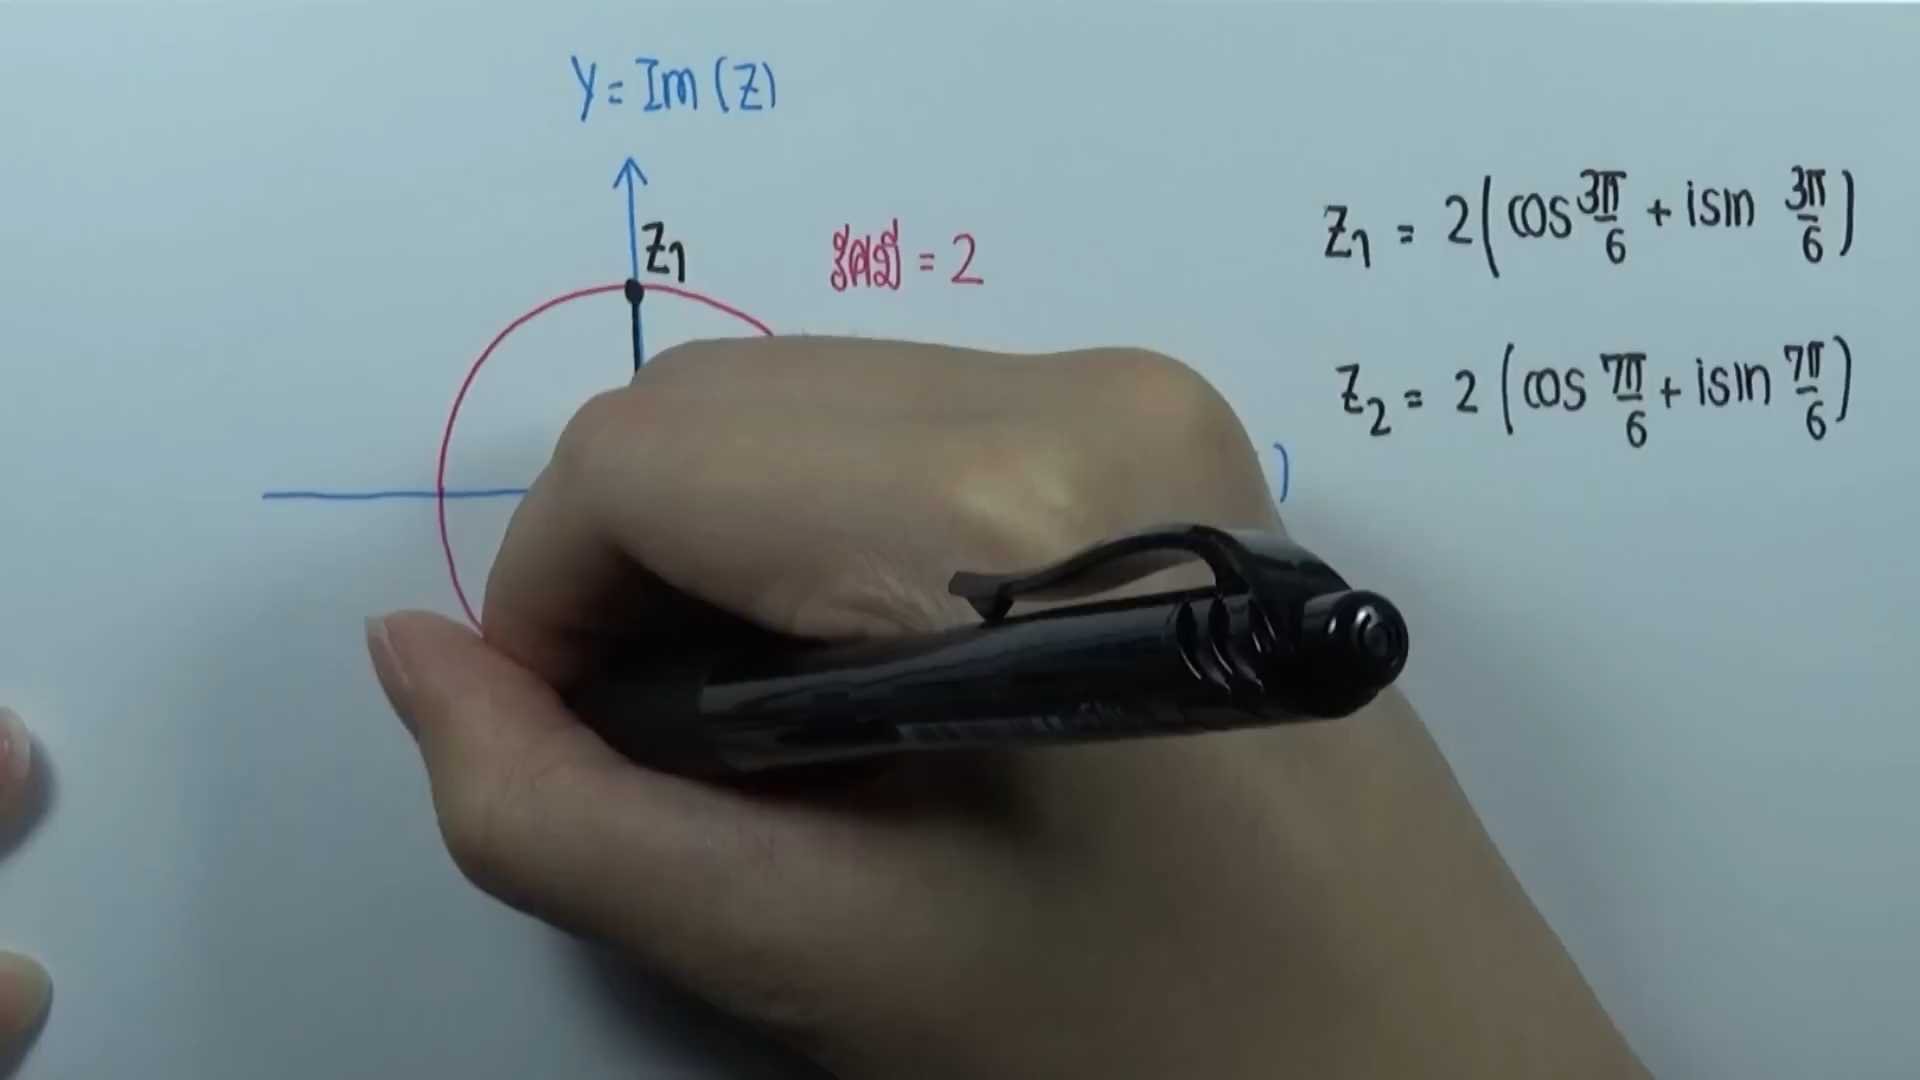 Y = Im (Z)
Z₁
รัศมี = 2
)
Z₁ = 2(cos 3π/6 + isin 3π/6)
Z₂ = 2 (cos 7π/6 + isin 7π/6)